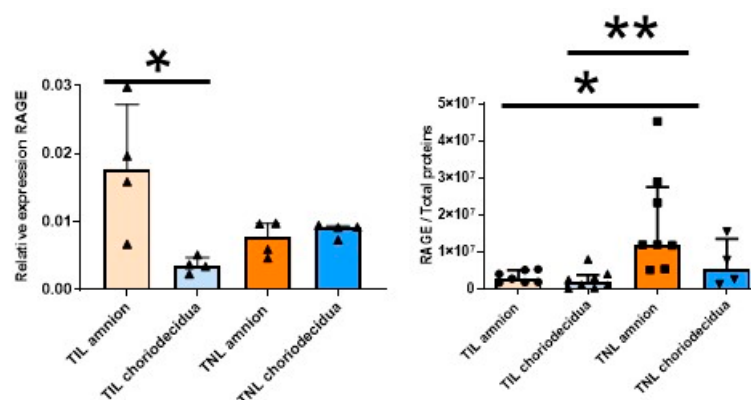 **
*
*
Relative expression RAGE
0.03
0.02
0.01
0.00
TIL amnion
TIL choriodecidua
TNL amnion
TNL choriodecidua
RAGE / Total proteins
5×10⁷
4×10⁷
3×10⁷
2×10⁷
1×10⁷
0
TIL amnion
TIL choriodecidua
TNL amnion
TNL choriodecidua